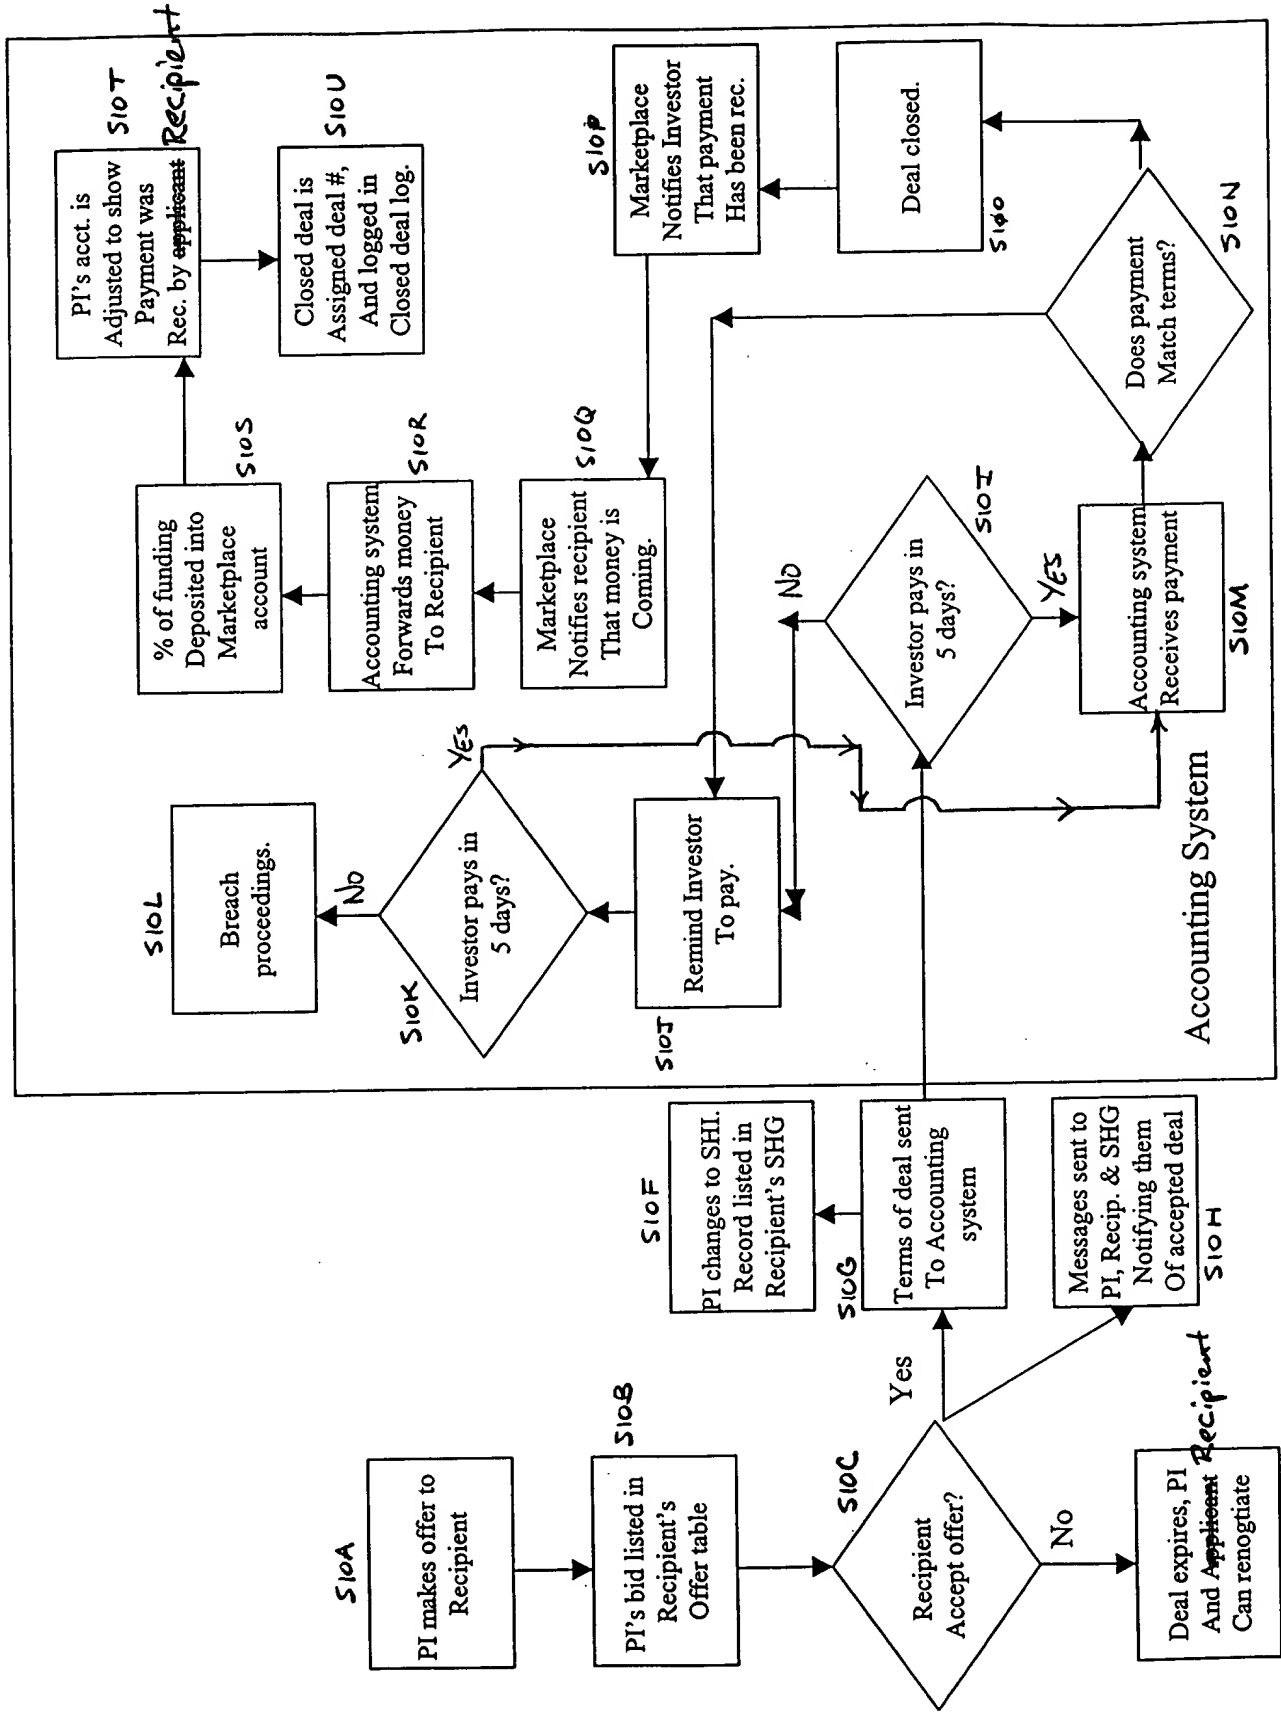 S10A
PI makes offer to
Recipient
S10B
PI's bid listed in
Recipient's
Offer table
S10C
Recipient
Accept offer?
Yes
No
Deal expires, PI
And Applicant Recipient
Can renogtiate
S10F
PI changes to SHI.
Record listed in
Recipient's SHG
S10G
Terms of deal sent
To Accounting
system
Messages sent to
PI, Recip. & SHG
Notifying them
Of accepted deal
S10H
S10L
Breach
proceedings.
NO
S10K
Investor pays in
5 days?
YES
S10J
Remind Investor
To pay.
NO
Investor pays in
5 days?
S10I
YES
Accounting system
Receives payment
S10M
Accounting System
Does payment
Match terms?
S10N
Deal closed.
S10O
S10P
Marketplace
Notifies Investor
That payment
Has been rec.
S10Q
Marketplace
Notifies recipient
That money is
Coming.
S10R
Accounting system
Forwards money
To Recipient
S10S
% of funding
Deposited into
Marketplace
account
S10T
PI's acct. is
Adjusted to show
Payment was
Rec. by applicant Recipient
S10U
Closed deal is
Assigned deal #,
And logged in
Closed deal log.